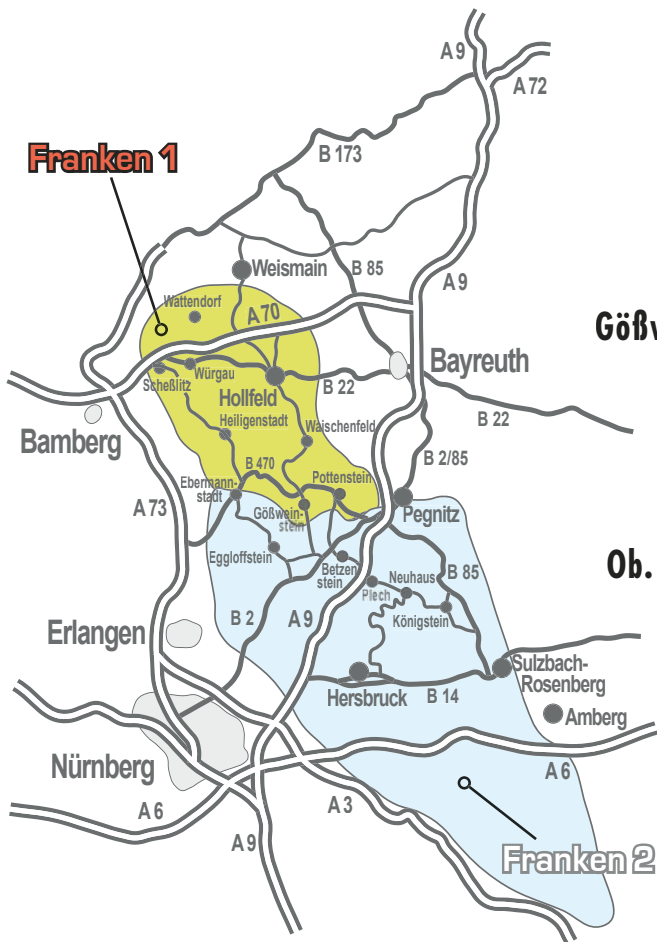 A 9
A 72
B 173
Franken 1
Weismain
B 85
A 9
Wattendorf
A 70
Gößw
Scheßlitz
Würgau
Hollfeld
B 22
Bayreuth
B 22
Bamberg
Heiligenstadt
Waischenfeld
B 2/85
B 470
Ebermann-
stadt
Pottenstein
A 73
Gößwein-
stein
Pegnitz
Eggloffstein
Betzen
stein
Plech
Neuhaus
B 85
Ob.
Königstein
B 2
A 9
Erlangen
Hersbruck
B 14
Sulzbach-
Rosenberg
Amberg
Nürnberg
A 6
A 6
A 3
A 9
Franken 2